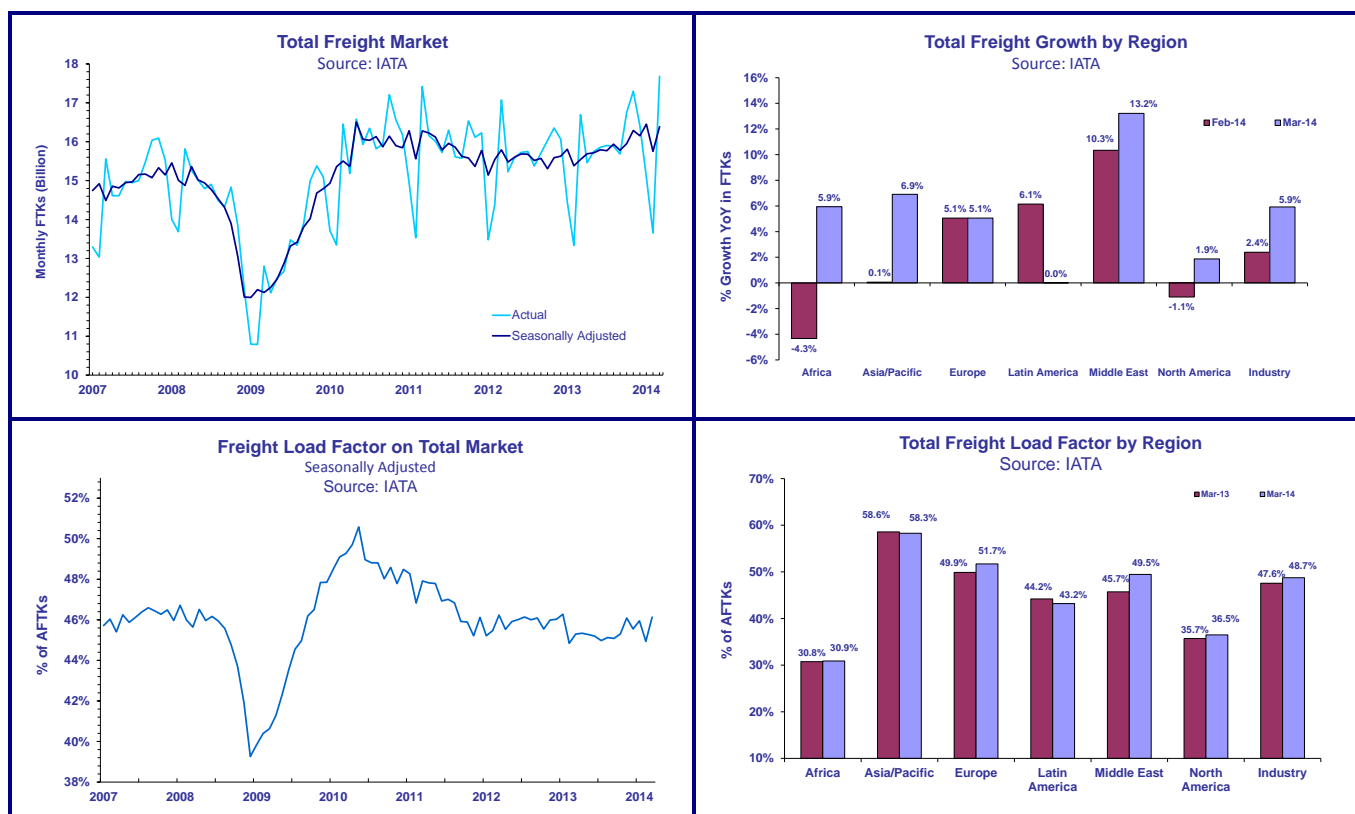 Total Freight Market
Source: IATA
Monthly FTKs (Billion)
18
17
16
15
14
13
12
11
10
Actual
Seasonally Adjusted
2007 2008 2009 2010 2011 2012 2013 2014
Total Freight Growth by Region
Source: IATA
% Growth YoY in FTKs
16%
14%
12%
10%
8%
6%
4%
2%
0%
-2%
-4%
-6%
Feb-14 Mar-14
-4.3% 5.9% 0.1% 6.9% 5.1% 5.1% 6.1% 0.0% 10.3% 13.2% -1.1% 1.9% 2.4% 5.9%
Africa Asia/Pacific Europe Latin America Middle East North America Industry
Freight Load Factor on Total Market
Seasonally Adjusted
Source: IATA
% of AFTKs
52%
50%
48%
46%
44%
42%
40%
38%
2007 2008 2009 2010 2011 2012 2013 2014
Total Freight Load Factor by Region
Source: IATA
% of AFTKs
70%
60%
50%
40%
30%
20%
10%
Mar-13 Mar-14
30.8% 30.9% 58.6% 58.3% 49.9% 51.7% 44.2% 43.2% 45.7% 49.5% 35.7% 36.5% 47.6% 48.7%
Africa Asia/Pacific Europe Latin America Middle East North America Industry